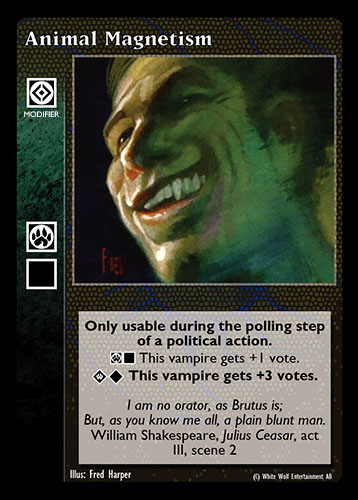 Animal Magnetism
MODIFIER
FRED
Only usable during the polling step
of a political action.
This vampire gets +1 vote.
This vampire gets +3 votes.
I am no orator, as Brutus is;
But, as you know me all, a plain blunt man.
William Shakespeare, Julius Ceasar, act
III, scene 2
Illus: Fred Harper
(C) White Wolf Entertainment AB